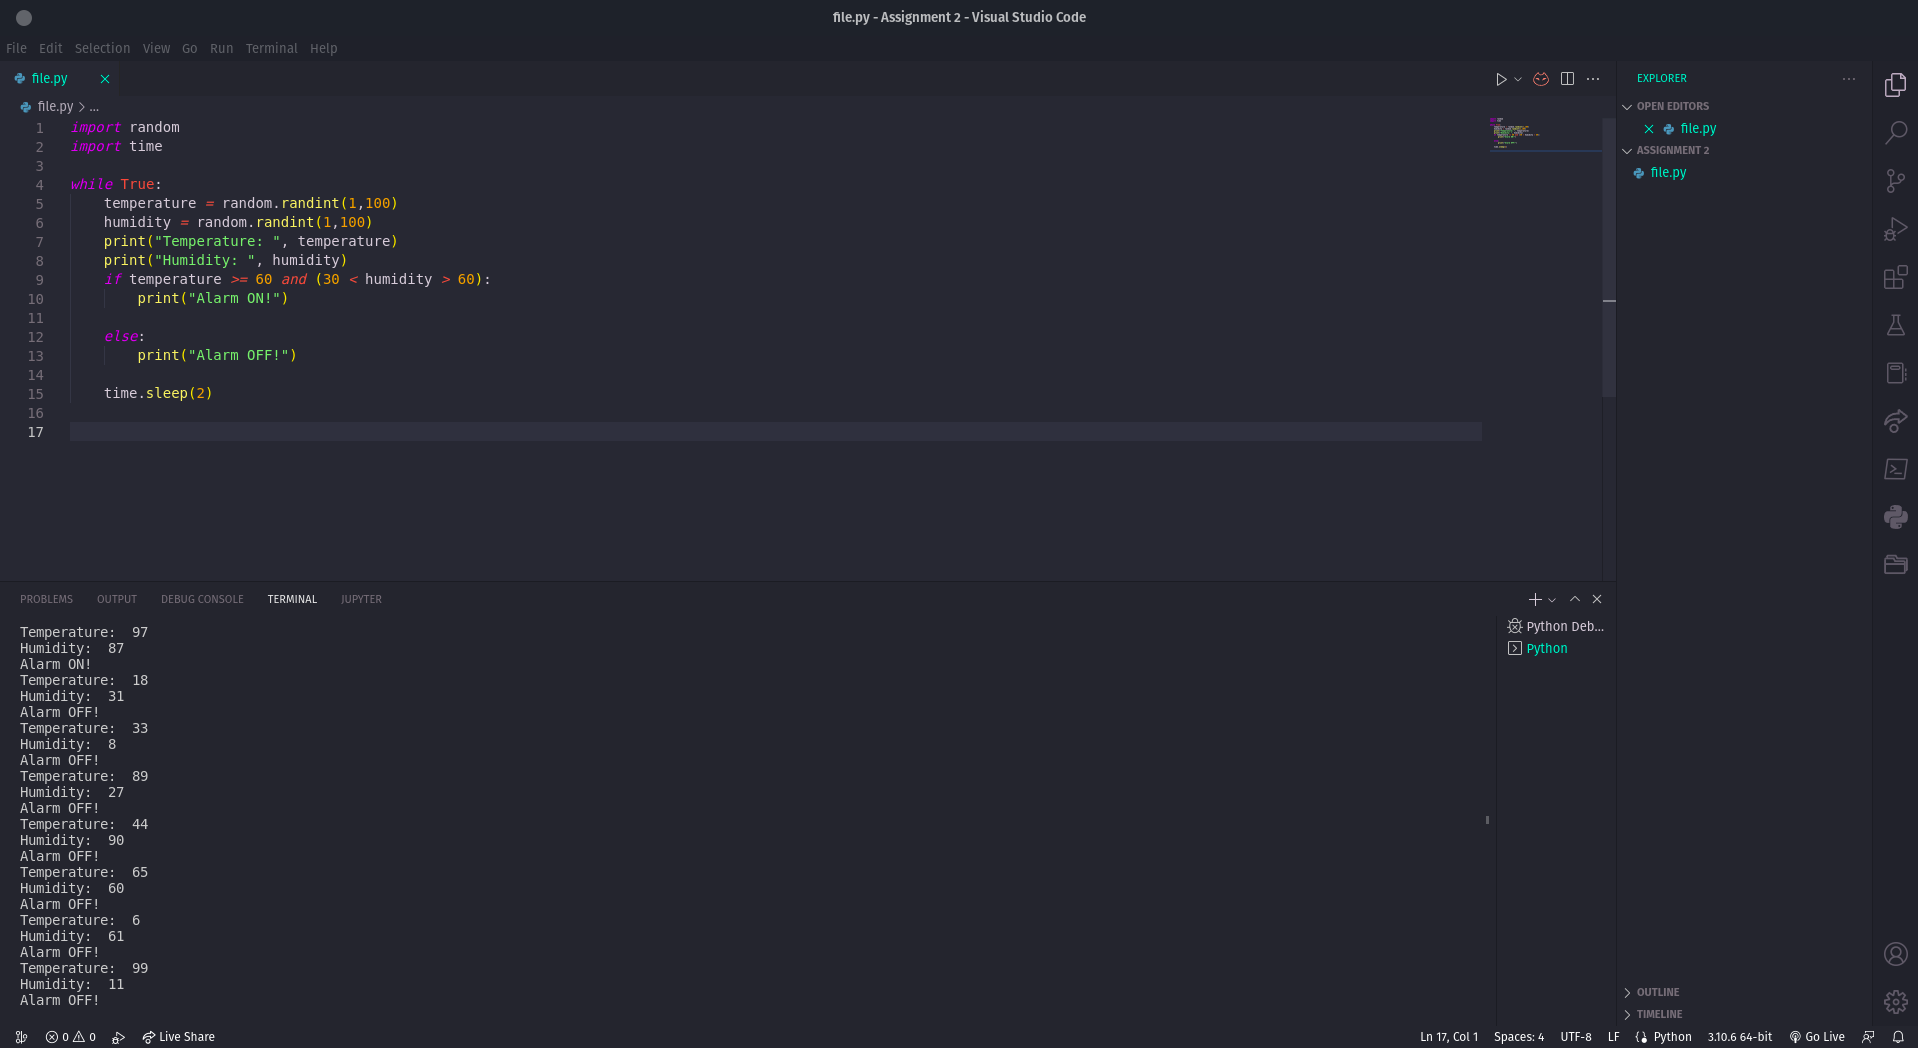 file.py - Assignment 2 - Visual Studio Code
File Edit Selection View Go Run Terminal Help
file.py
file.py > ...
1 import random
2 import time
3
4 while True:
5     temperature = random.randint(1,100)
6     humidity = random.randint(1,100)
7     print("Temperature: ", temperature)
8     print("Humidity: ", humidity)
9     if temperature >= 60 and (30 < humidity > 60):
10         print("Alarm ON!")
11
12     else:
13         print("Alarm OFF!")
14
15     time.sleep(2)
16
17
EXPLORER
OPEN EDITORS
file.py
ASSIGNMENT 2
file.py
OUTLINE
TIMELINE
PROBLEMS OUTPUT DEBUG CONSOLE TERMINAL JUPYTER
Temperature:  97
Humidity:  87
Alarm ON!
Temperature:  18
Humidity:  31
Alarm OFF!
Temperature:  33
Humidity:  8
Alarm OFF!
Temperature:  89
Humidity:  27
Alarm OFF!
Temperature:  44
Humidity:  90
Alarm OFF!
Temperature:  65
Humidity:  60
Alarm OFF!
Temperature:  6
Humidity:  61
Alarm OFF!
Temperature:  99
Humidity:  11
Alarm OFF!
Python Deb...
Python
0 0 Live Share Ln 17, Col 1 Spaces: 4 UTF-8 LF Python 3.10.6 64-bit Go Live